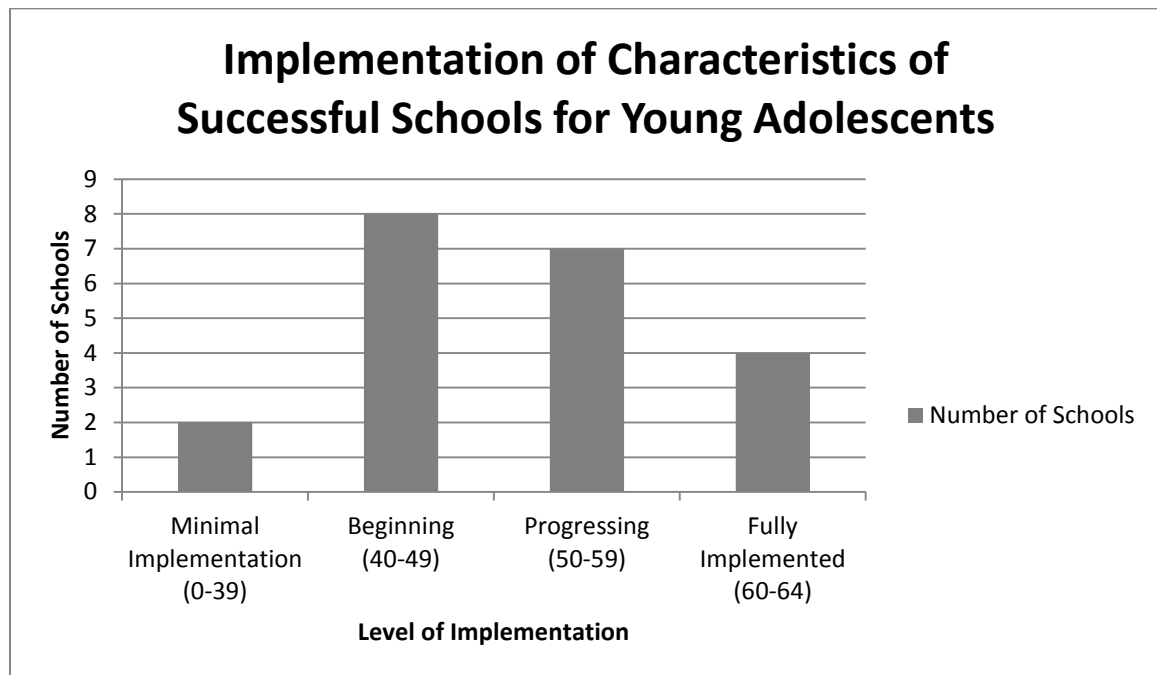 Implementation of Characteristics of
Successful Schools for Young Adolescents
Number of Schools
9
8
7
6
5
4
3
2
1
0
Minimal
Implementation
(0-39)
Beginning
(40-49)
Progressing
(50-59)
Fully
Implemented
(60-64)
Level of Implementation
Number of Schools